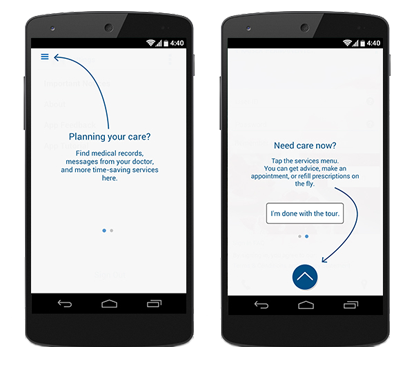 4:40
Planning your care?
Find medical records,
messages from your doctor,
and more time-saving services
here.
4:40
Need care now?
Tap the services menu.
You can get advice, make an
appointment, or refill prescriptions on
the fly.
I'm done with the tour.